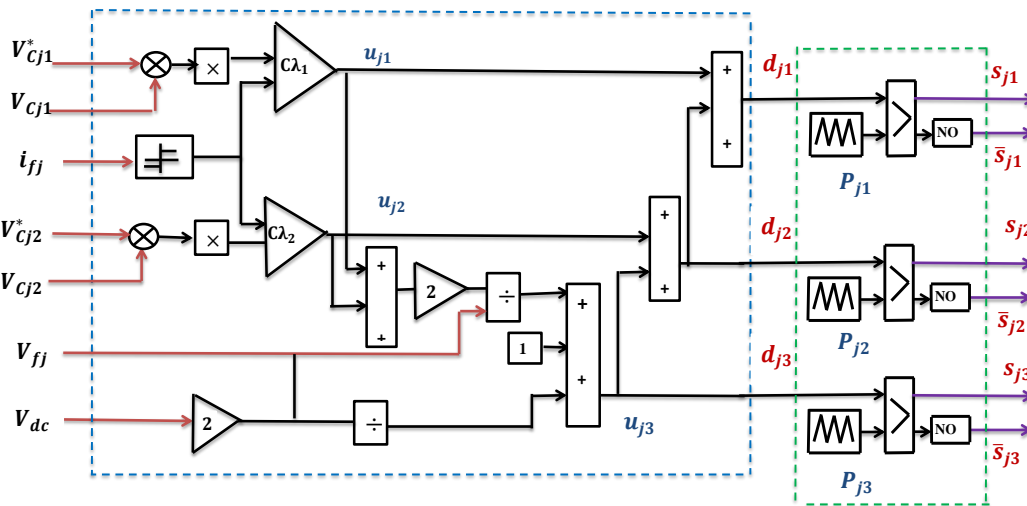 V*Cj1
VCj1
ifj
V*Cj2
VCj2
Vfj
Vdc
×
Cλ1
uj1
×
Cλ2
uj2
+
+
2
÷
1
2
÷
+
+
uj3
+
+
+
+
dj1
dj2
dj3
Pj1
>
NO
sj1
s̄j1
Pj2
>
NO
sj2
s̄j2
Pj3
>
NO
sj3
s̄j3